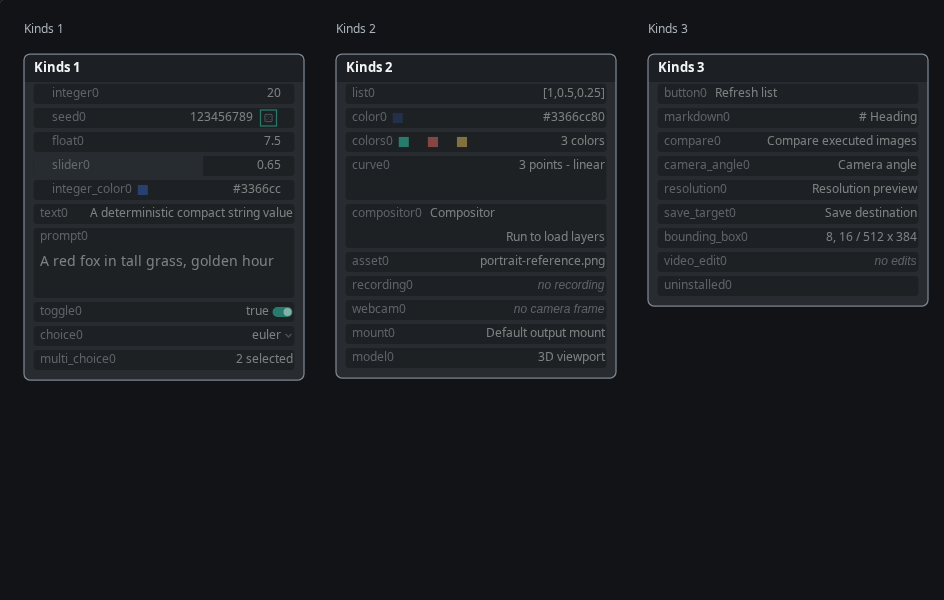 Kinds 1
Kinds 2
Kinds 3
Kinds 1
integer0 20
seed0 123456789
float0 7.5
slider0 0.65
integer_color0 #3366cc
text0 A deterministic compact string value
prompt0
A red fox in tall grass, golden hour
toggle0 true
choice0 euler
multi_choice0 2 selected
Kinds 2
list0 [1,0.5,0.25]
color0 #3366cc80
colors0 3 colors
curve0 3 points - linear
compositor0 Compositor
Run to load layers
asset0 portrait-reference.png
recording0 no recording
webcam0 no camera frame
mount0 Default output mount
model0 3D viewport
Kinds 3
button0 Refresh list
markdown0 # Heading
compare0 Compare executed images
camera_angle0 Camera angle
resolution0 Resolution preview
save_target0 Save destination
bounding_box0 8, 16 / 512 x 384
video_edit0 no edits
uninstalled0